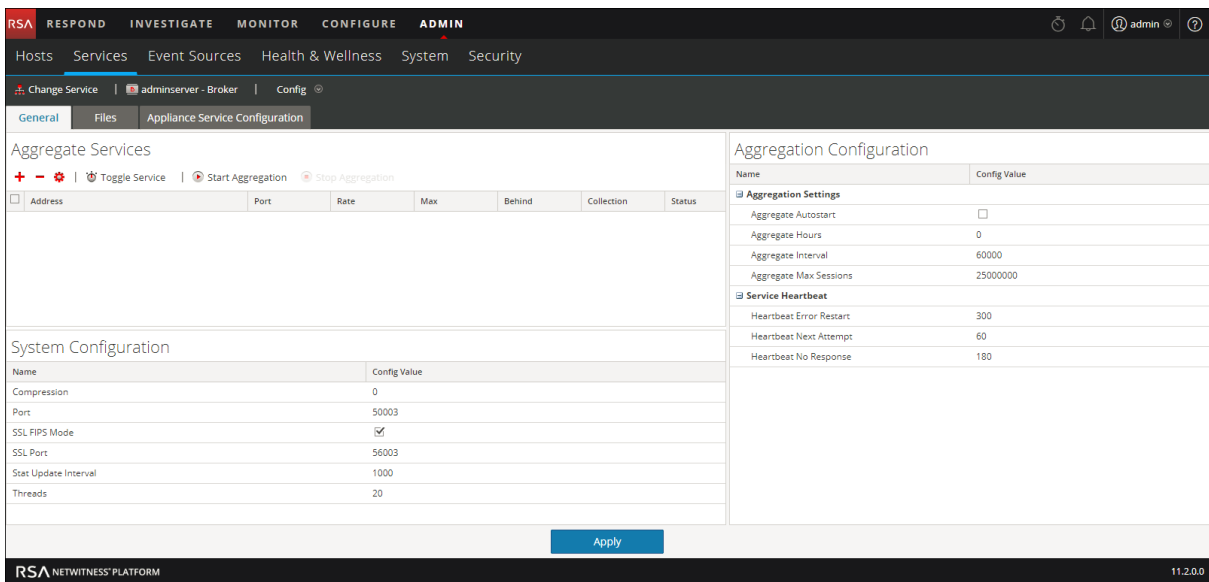 RSA RESPOND INVESTIGATE MONITOR CONFIGURE ADMIN admin
Hosts Services Event Sources Health & Wellness System Security
Change Service | adminserver - Broker | Config
General Files Appliance Service Configuration
Aggregate Services
Toggle Service | Start Aggregation Stop Aggregation
Address Port Rate Max Behind Collection Status
System Configuration
Name Config Value
Compression 0
Port 50003
SSL FIPS Mode
SSL Port 56003
Stat Update Interval 1000
Threads 20
Aggregation Configuration
Name Config Value
Aggregation Settings
Aggregate Autostart
Aggregate Hours 0
Aggregate Interval 60000
Aggregate Max Sessions 25000000
Service Heartbeat
Heartbeat Error Restart 300
Heartbeat Next Attempt 60
Heartbeat No Response 180
Apply
RSA NETWITNESS® PLATFORM 11.2.0.0